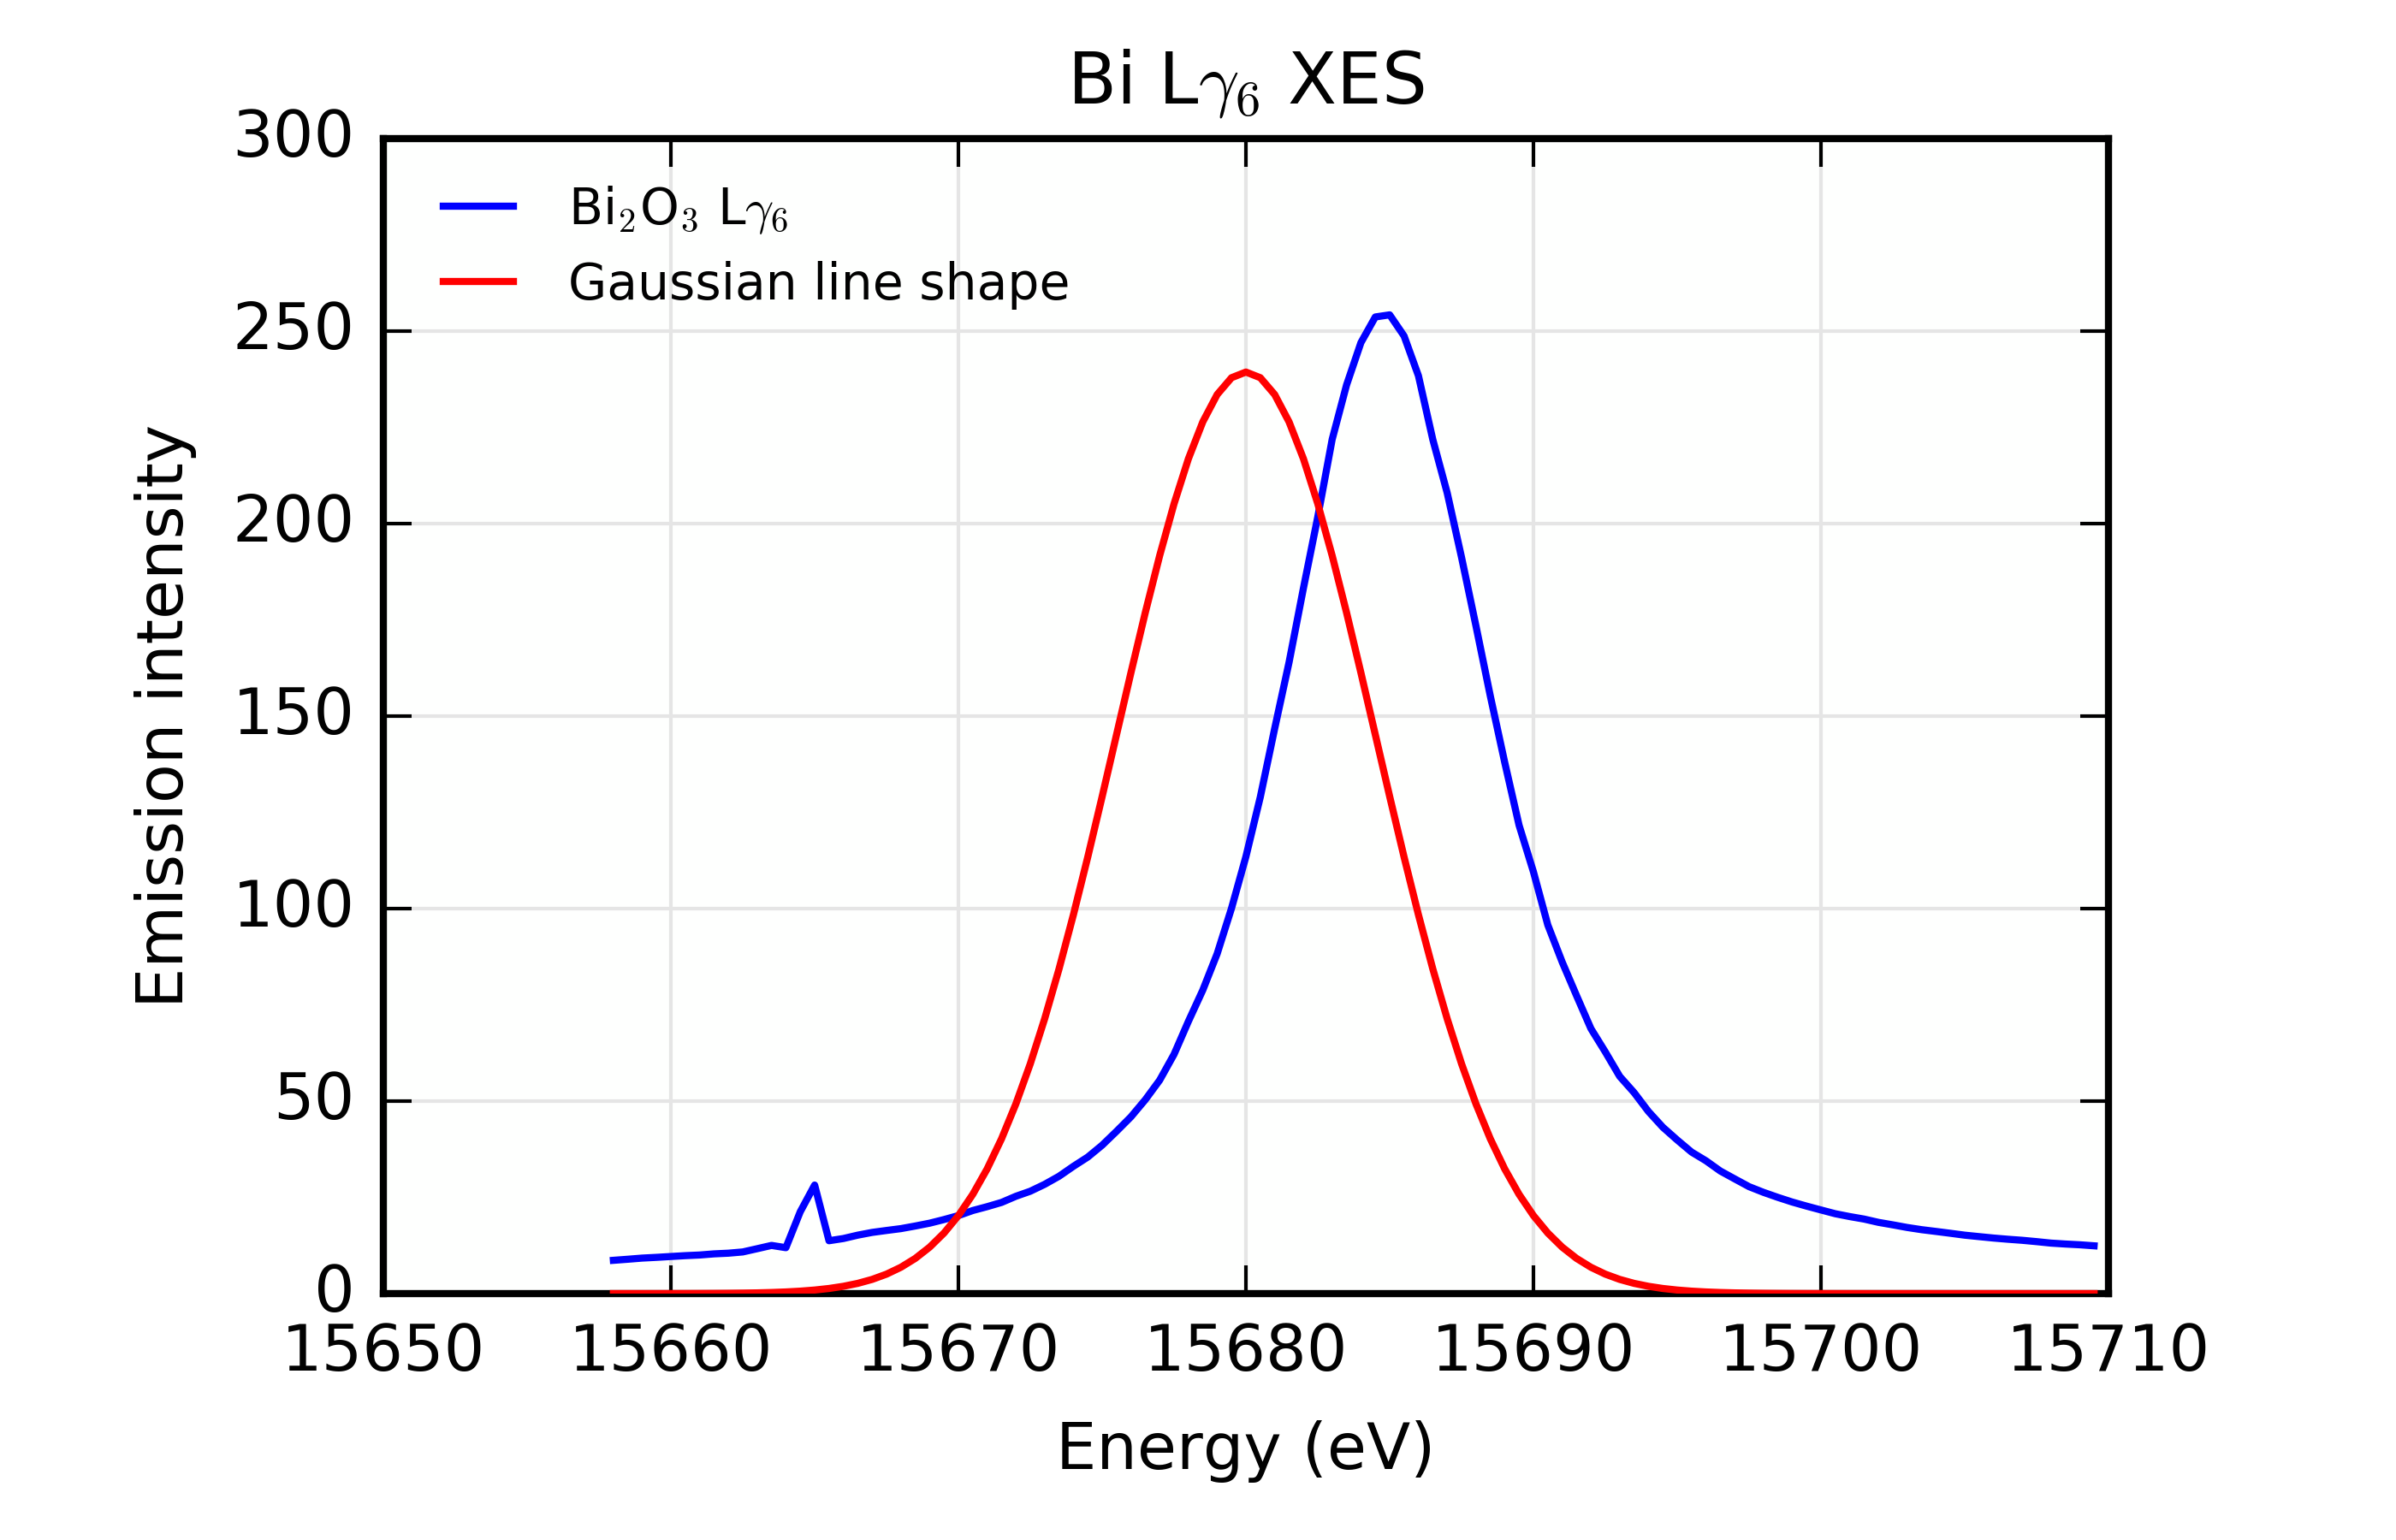 Bi Lγ₆ XES
300
250
200
150
100
50
0
Emission intensity
Bi₂O₃ Lγ₆
Gaussian line shape
15650 15660 15670 15680 15690 15700 15710
Energy (eV)